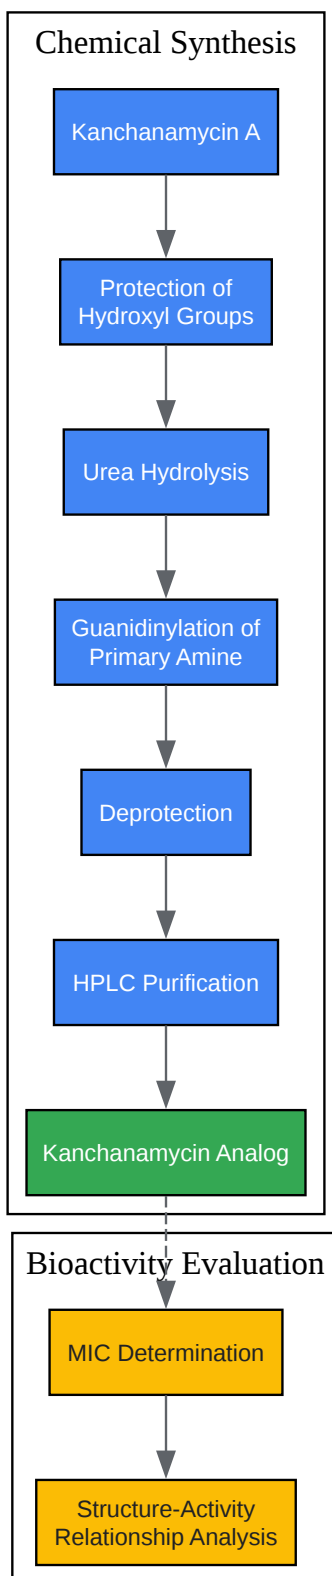 Chemical Synthesis
Kanchanamycin A
Protection of
Hydroxyl Groups
Urea Hydrolysis
Guanidinylation of
Primary Amine
Deprotection
HPLC Purification
Kanchanamycin Analog
Bioactivity Evaluation
MIC Determination
Structure-Activity
Relationship Analysis